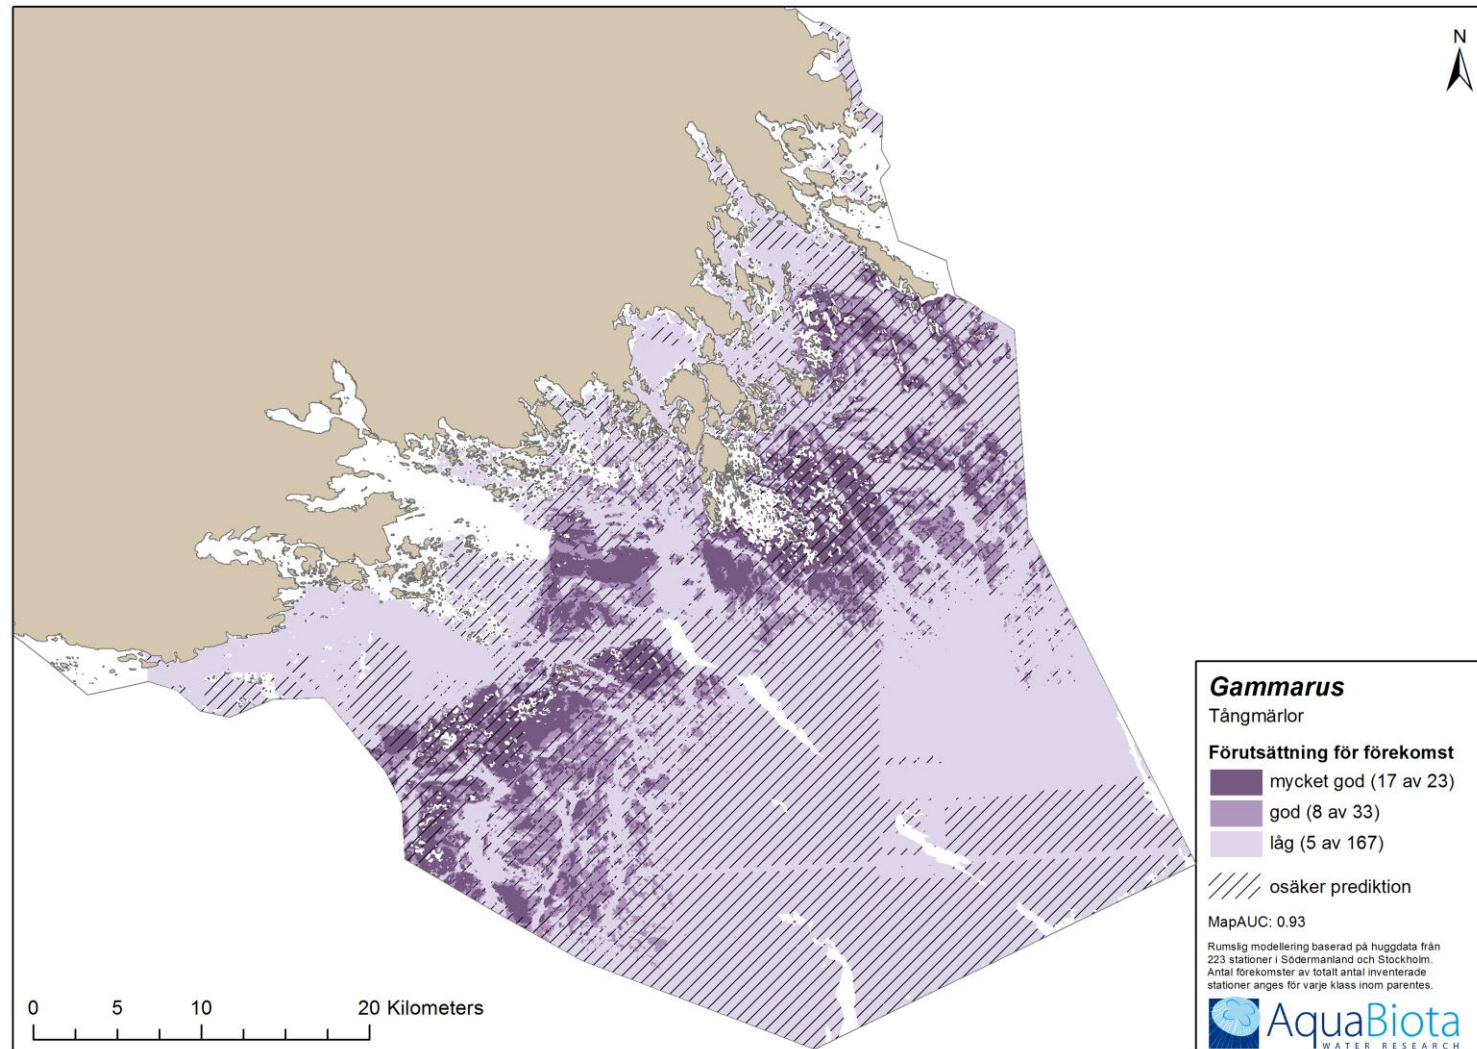 N
Gammarus
Tångmärlor
Förutsättning för förekomst
mycket god (17 av 23)
god (8 av 33)
låg (5 av 167)
osäker prediktion
MapAUC: 0.93
Rumslig modellering baserad på huggdata från
223 stationer i Södermanland och Stockholm.
Antal förekomster av totalt antal inventerade
stationer anges för varje klass inom parentes.
AquaBiota
WATER RESEARCH
0 5 10 20 Kilometers